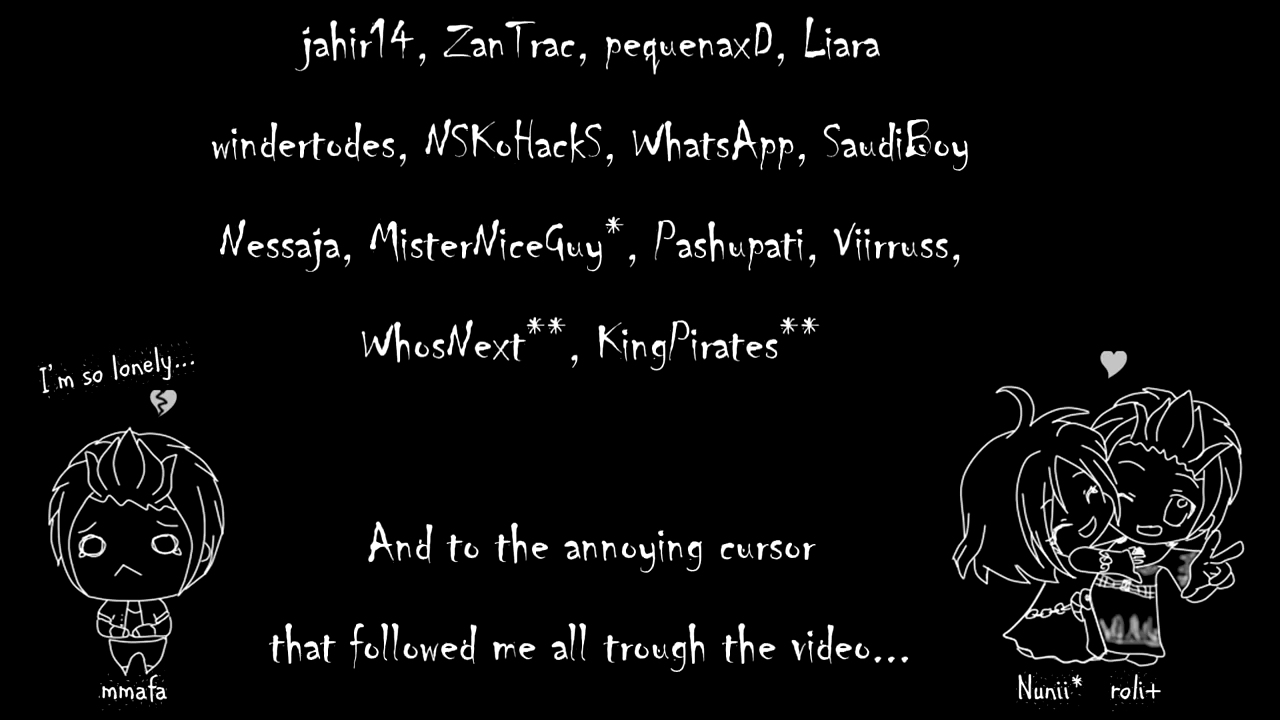 jahir14, ZanTrac, pequenaxD, Liara
windertodes, NSKoHackS, WhatsApp, SaudiBoy
Nessaja, MisterNiceGuy*, Pashupati, Viirruss,
WhosNext**, KingPirates**
I'm so lonely...
And to the annoying cursor
that followed me all trough the video...
mmafa
Nunii* roli+